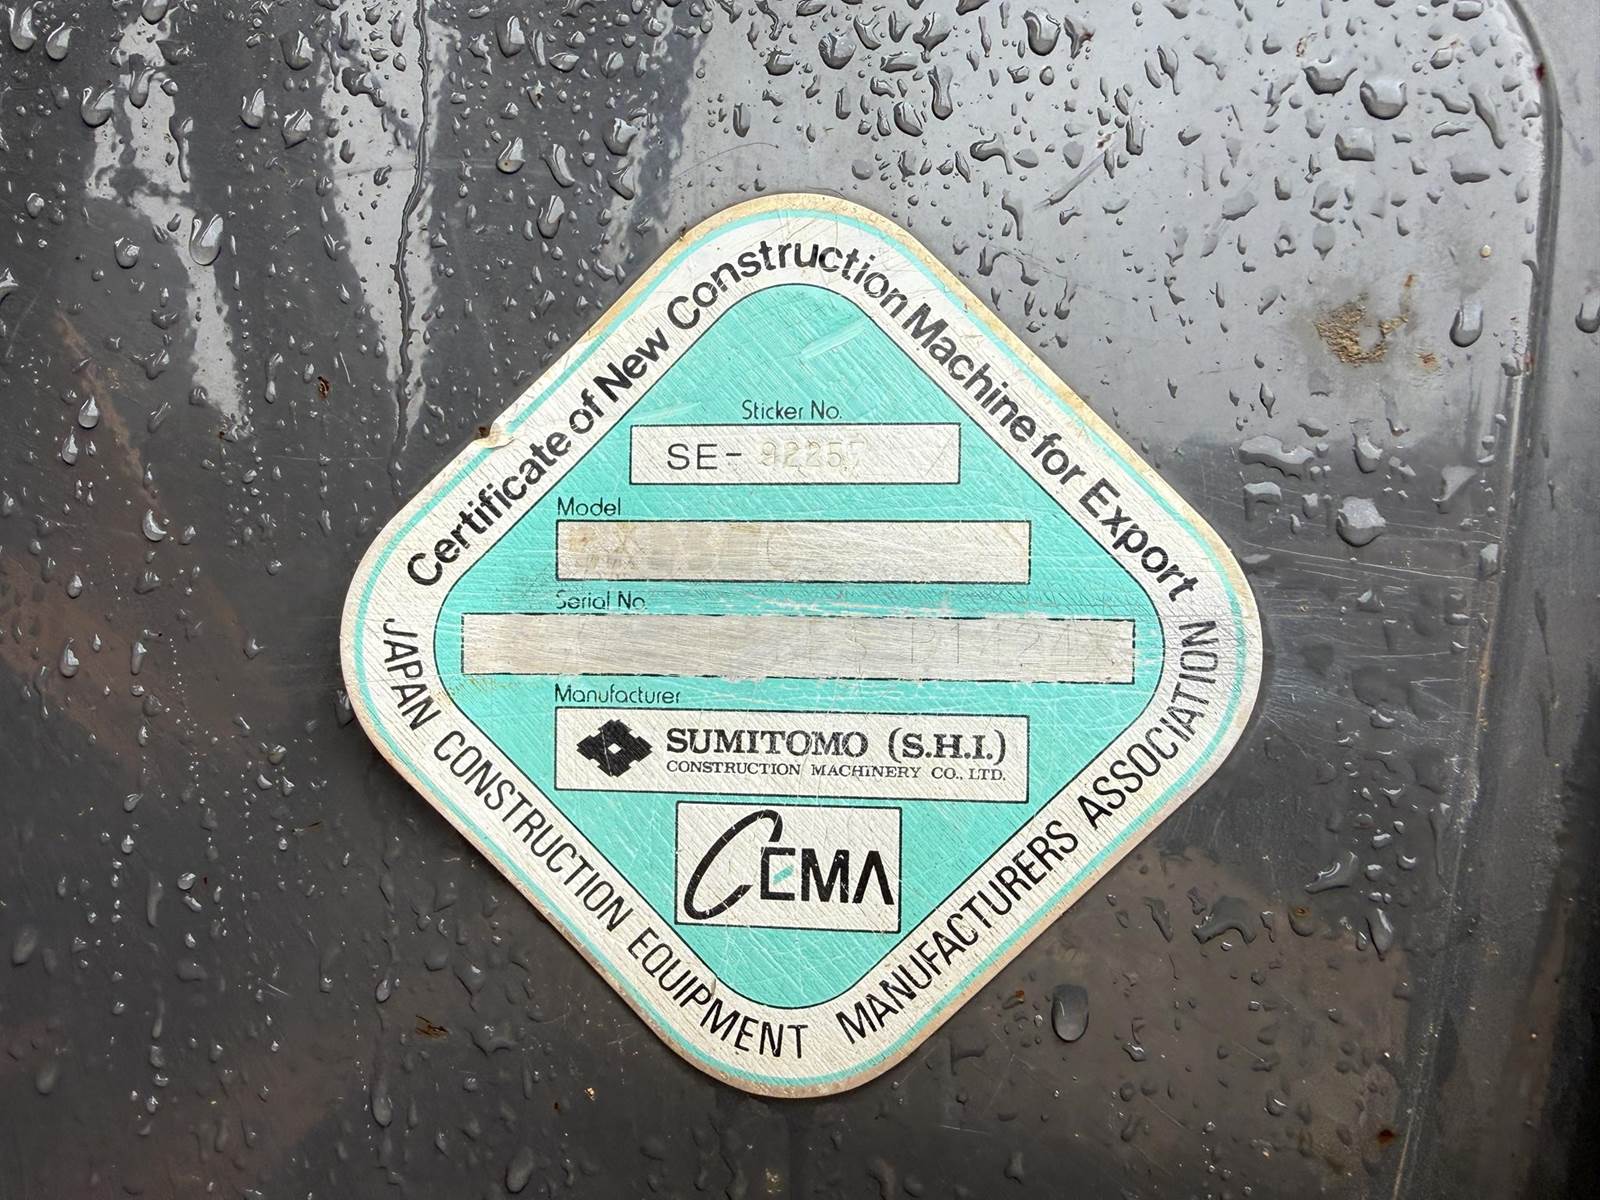 Certificate of New Construction Machine for Export
Sticker No.
SE-
Model
Serial No.
Manufacturer
SUMITOMO (S.H.I.)
CONSTRUCTION MACHINERY CO., LTD.
CEMA
JAPAN CONSTRUCTION EQUIPMENT MANUFACTURERS ASSOCIATION